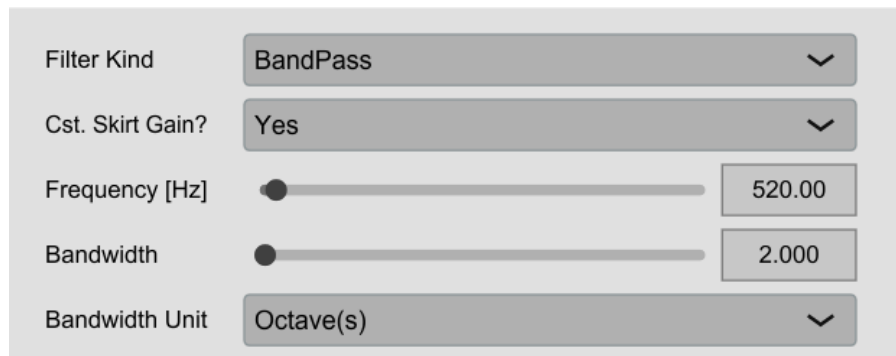 Filter Kind BandPass
Cst. Skirt Gain? Yes
Frequency [Hz] 520.00
Bandwidth 2.000
Bandwidth Unit Octave(s)